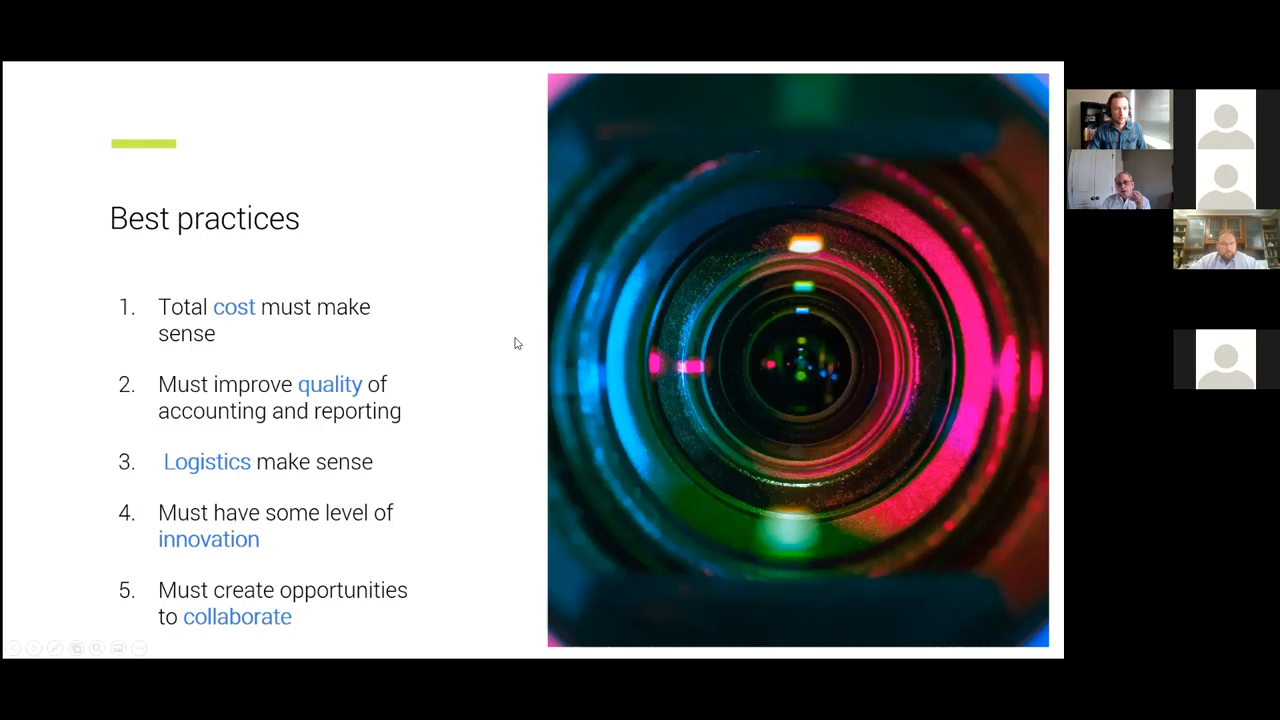 Best practices
1. Total cost must make
sense
2. Must improve quality of
accounting and reporting
3. Logistics make sense
4. Must have some level of
innovation
5. Must create opportunities
to collaborate